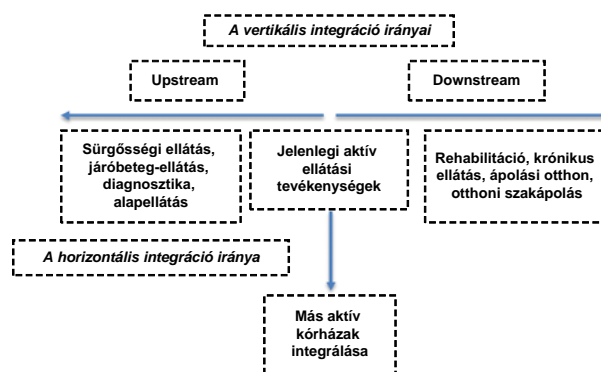 A vertikális integráció irányai
Upstream
Downstream
Sürgősségi ellátás,
járóbeteg-ellátás,
diagnosztika,
alapellátás
Jelenlegi aktív
ellátási
tevékenységek
Rehabilitáció, krónikus
ellátás, ápolási otthon,
otthoni szakápolás
A horizontális integráció iránya
Más aktív
kórházak
integrálása